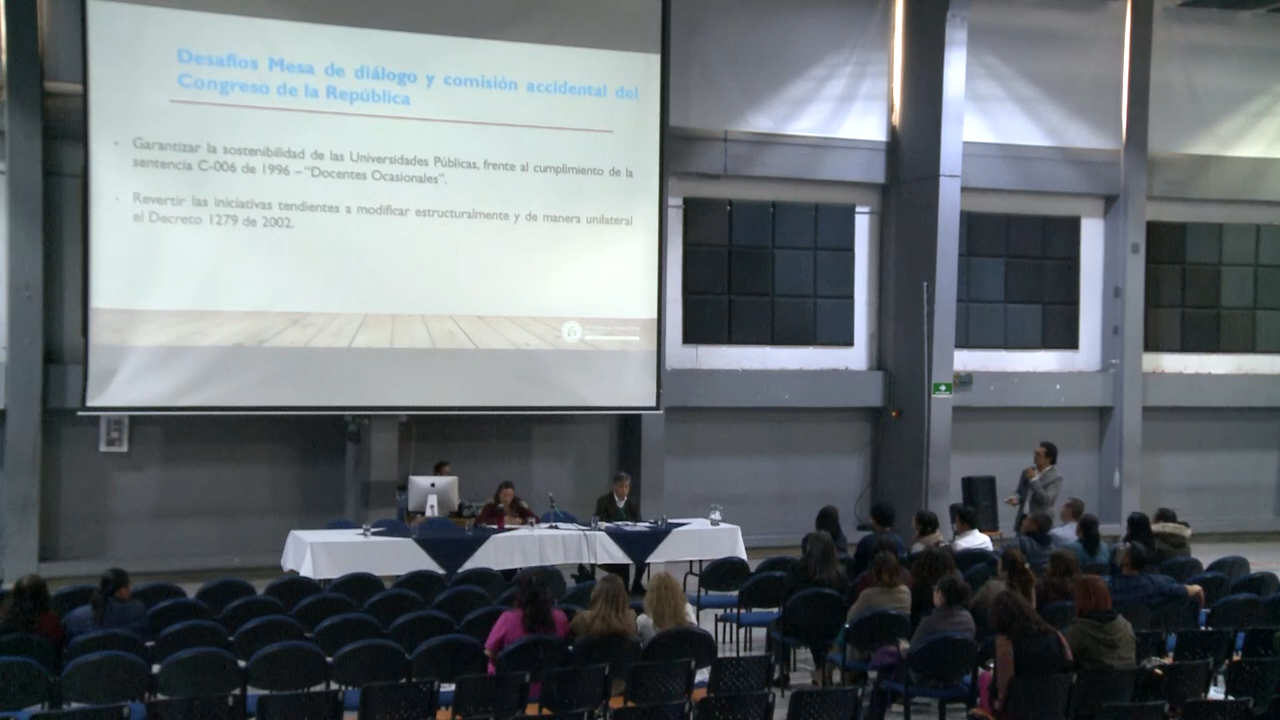 Desafíos Mesa de diálogo y comisión accidental del
Congreso de la República
- Garantizar la sostenibilidad de las Universidades Públicas, frente al cumplimiento de la
sentencia C-006 de 1996 – "Docentes Ocasionales".
- Revertir las iniciativas tendientes a modificar estructuralmente y de manera unilateral
el Decreto 1279 de 2002.